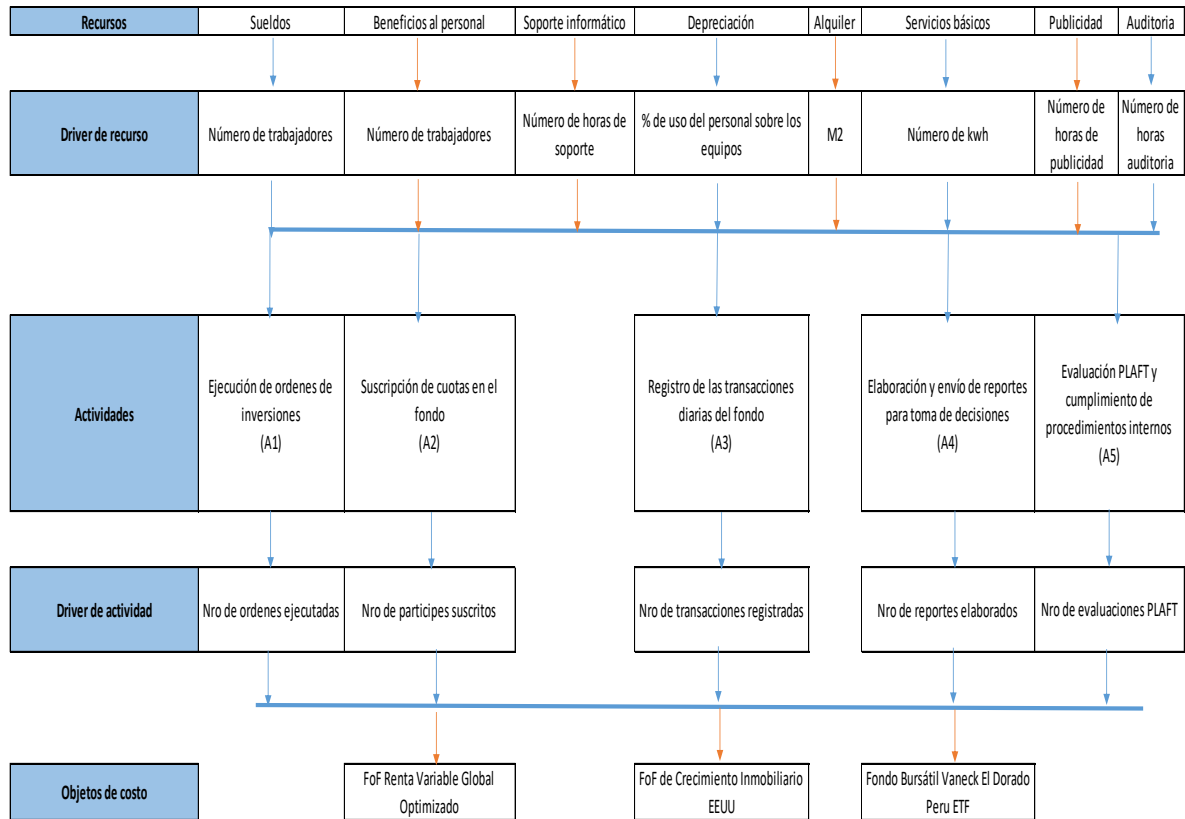 Recursos
Sueldos
Beneficios al personal
Soporte informático
Depreciación
Alquiler
Servicios básicos
Publicidad
Auditoria
Driver de recurso
Número de trabajadores
Número de trabajadores
Número de horas de
soporte
% de uso del personal sobre los
equipos
M2
Número de kwh
Número de
horas de
publicidad
Número de
horas
auditoria
Actividades
Ejecución de ordenes de
inversiones
(A1)
Suscripción de cuotas en el
fondo
(A2)
Registro de las transacciones
diarias del fondo
(A3)
Elaboración y envío de reportes
para toma de decisiones
(A4)
Evaluación PLAFT y
cumplimiento de
procedimientos internos
(A5)
Driver de actividad
Nro de ordenes ejecutadas
Nro de participes suscritos
Nro de transacciones registradas
Nro de reportes elaborados
Nro de evaluaciones PLAFT
Objetos de costo
FoF Renta Variable Global
Optimizado
FoF de Crecimiento Inmobiliario
EEUU
Fondo Bursátil Vaneck El Dorado
Peru ETF